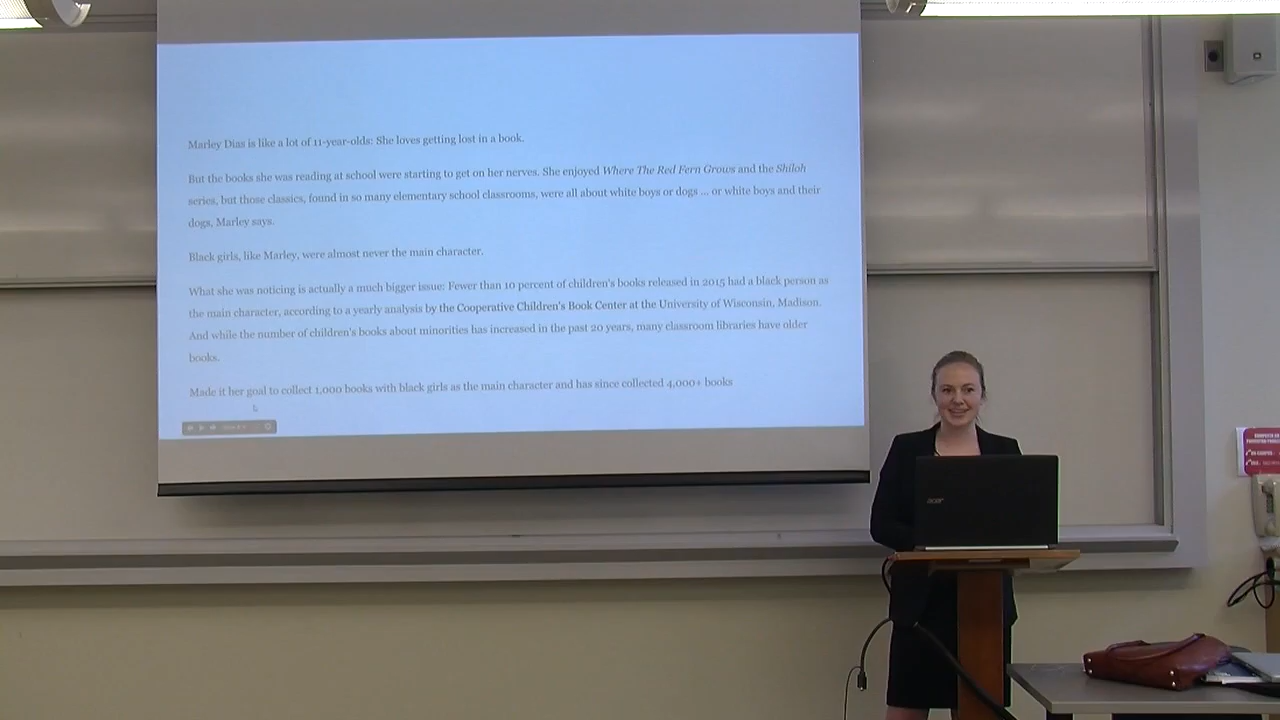 Marley Dias is like a lot of 11-year-olds: She loves getting lost in a book.
But the books she was reading at school were starting to get on her nerves. She enjoyed Where The Red Fern Grows and the Shiloh
series, but those classics, found in so many elementary school classrooms, were all about white boys or dogs ... or white boys and their
dogs, Marley says.
Black girls, like Marley, were almost never the main character.
What she was noticing is actually a much bigger issue: Fewer than 10 percent of children's books released in 2015 had a black person as
the main character, according to a yearly analysis by the Cooperative Children's Book Center at the University of Wisconsin, Madison.
And while the number of children's books about minorities has increased in the past 20 years, many classroom libraries have older
books.
Made it her goal to collect 1,000 books with black girls as the main character and has since collected 4,000+ books
acer